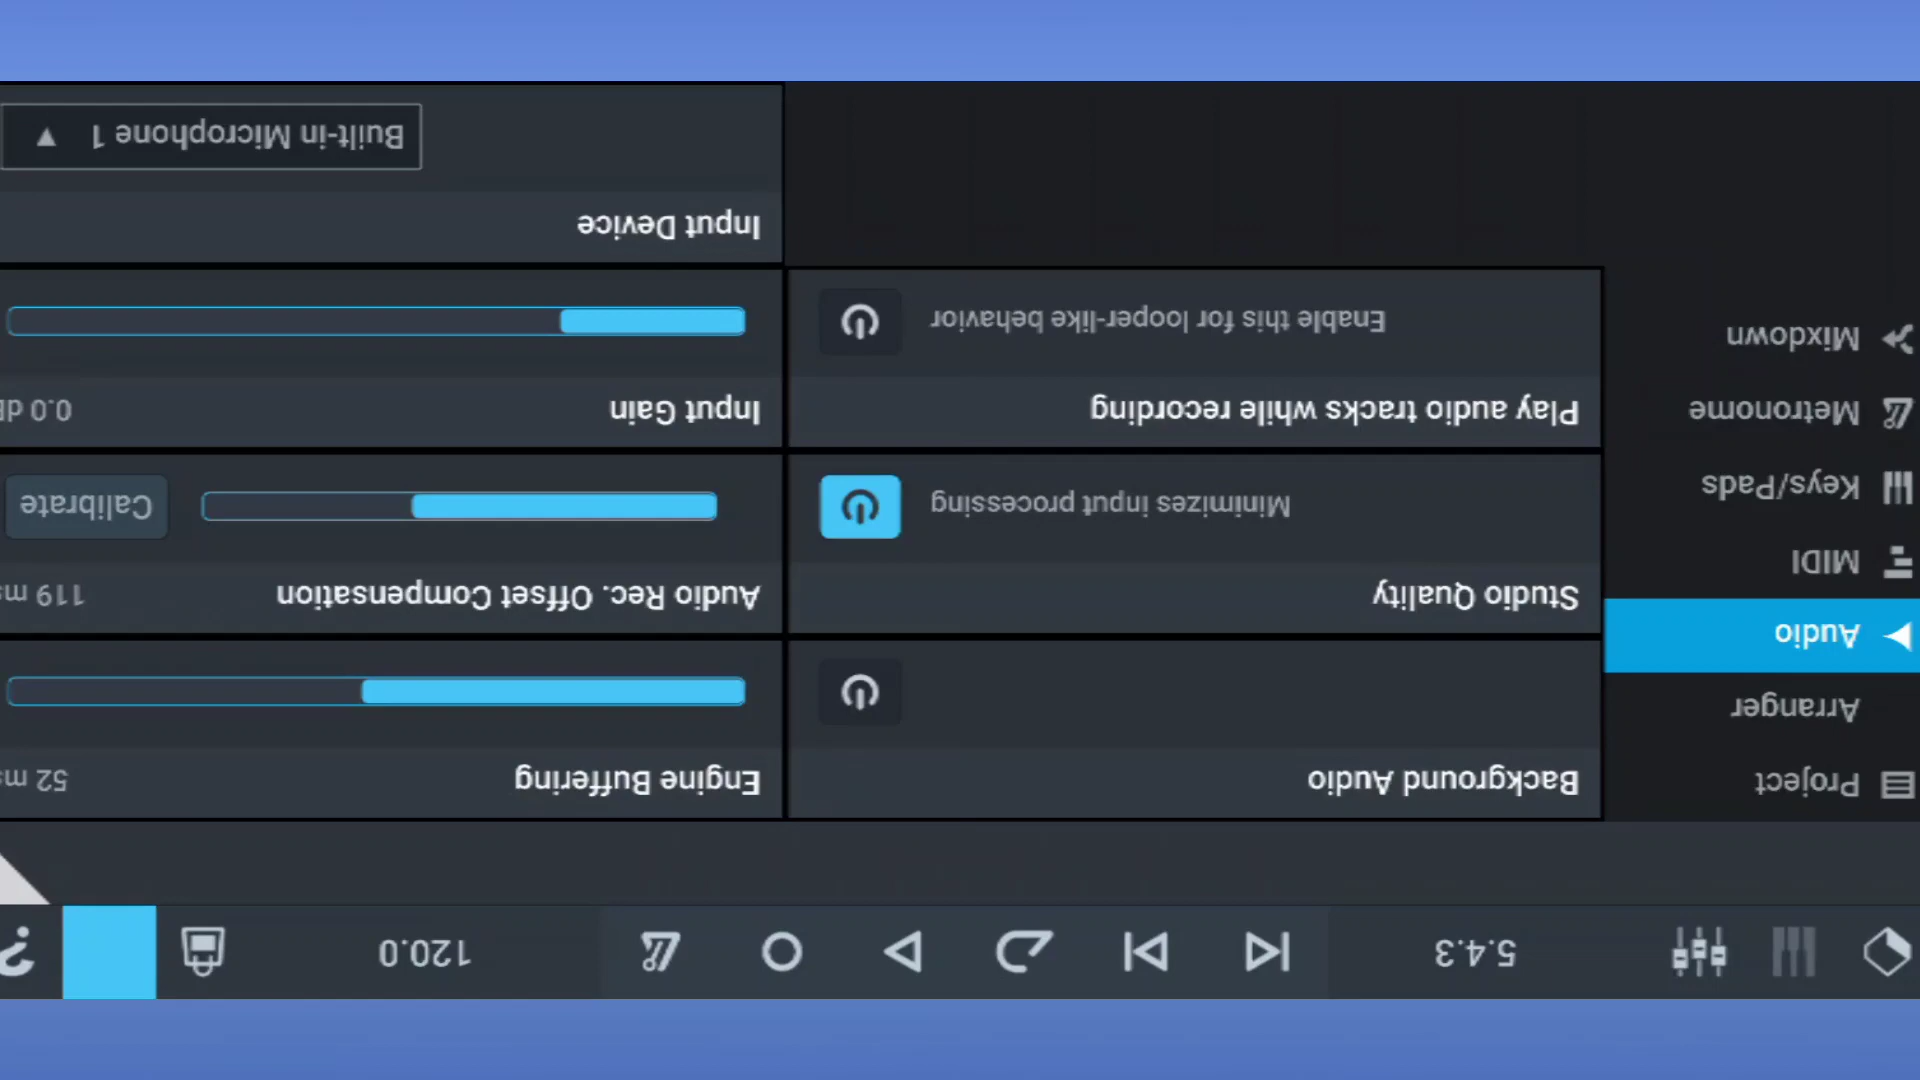 5.4.3
120.0
?
Project
Arranger
Audio
MIDI
Keys/Pads
Metronome
Mixdown
Background Audio
Studio Quality
Minimizes input processing
Play audio tracks while recording
Enable this for looper-like behavior
Engine Buffering
52 ms
Audio Rec. Offset Compensation
119 ms
Calibrate
Input Gain
0.0 dB
Input Device
Built-in Microphone 1